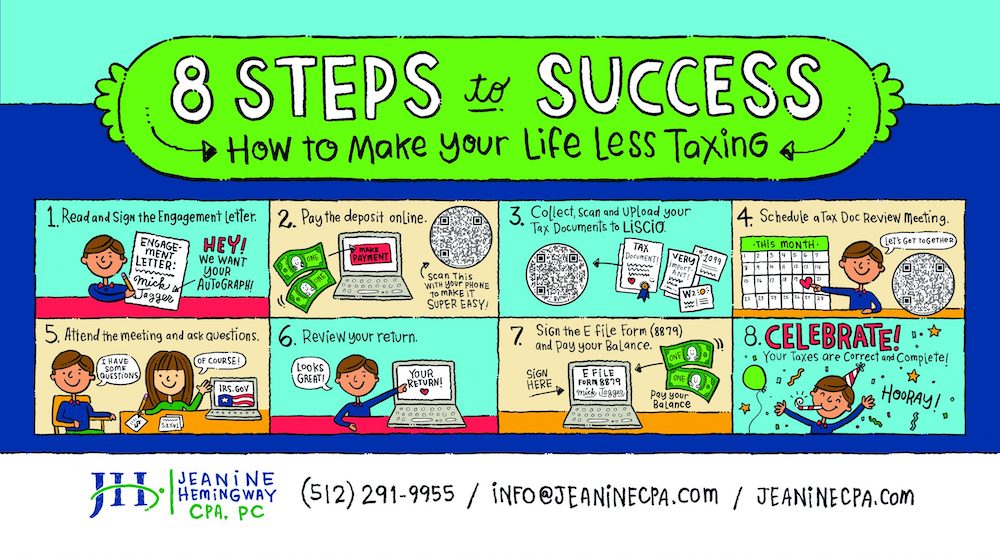 8 STEPS to SUCCESS
How to Make Your Life Less Taxing
1. Read and Sign the Engagement Letter.
ENGAGE-
MENT
LETTER:
Mick
Jagger
HEY!
WE WANT
YOUR
AUTOGRAPH!
2. Pay the deposit online.
ONE
ONE
MAKE
PAYMENT
SCAN THIS
WITH YOUR PHONE
TO MAKE IT
SUPER EASY!
3. Collect, Scan and Upload your
Tax Documents to LISCIO.
TAX
DOCUMENT!
VERY
IMPORT-
ANT
1099
W2
4. Schedule a Tax Doc Review Meeting.
THIS MONTH
LET'S GET TOGETHER
5. Attend the meeting and ask questions.
I HAVE
SOME
QUESTIONS
OF COURSE!
IRS.GOV
6. Review your return.
LOOKS
GREAT!
YOUR
RETURN!
7. Sign the E file Form (8879)
and Pay your Balance.
SIGN
HERE
E FILE
FORM 8879
Mick Jagger
ONE
ONE
Pay your
Balance
8. CELEBRATE!
Your Taxes are Correct and Complete!
HOORAY!
JH
JEANINE
HEMINGWAY
CPA, PC
(512) 291-9955 / INFO@JEANINECPA.COM / JEANINECPA.COM